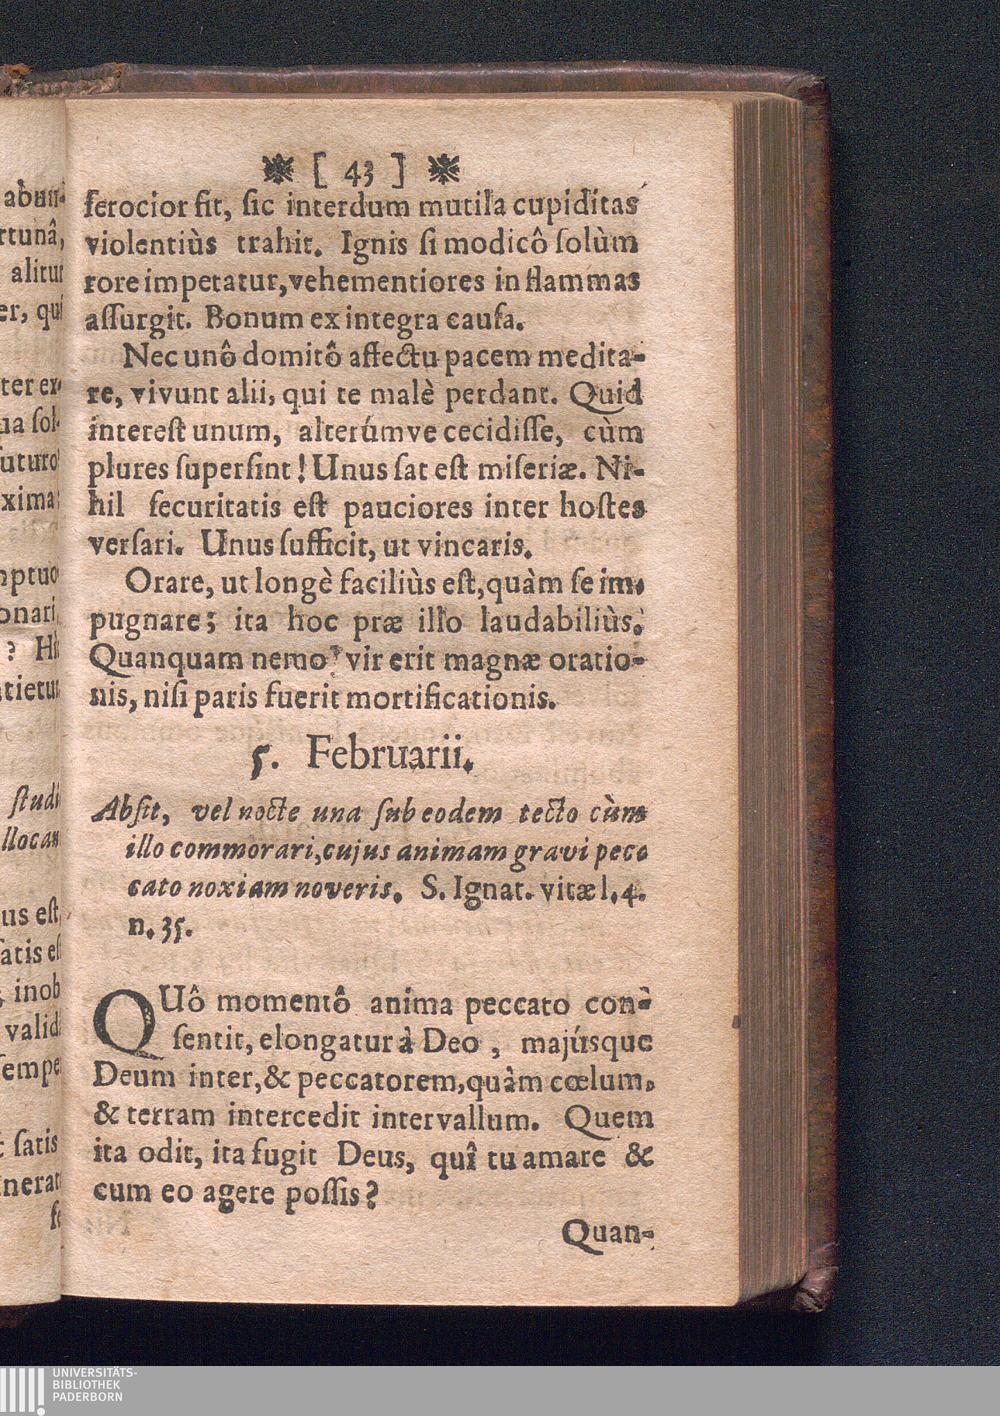 [ 43 ]
ferocior fit, ſic interdum mutila cupiditas
violentiùs trahit. Ignis ſi modicô ſolùm
rore impetatur, vehementiores in flammas
aſſurgit. Bonum ex integra cauſa.
Nec unô domitô affectu pacem medita-
re, vivunt alii, qui te malè perdant. Quid
intereſt unum, alterúmve cecidiſſe, cùm
plures ſuperſint! Unus ſat eſt miſeriæ. Ni-
hil ſecuritatis eſt pauciores inter hoſtes
verſari. Unus ſufficit, ut vincaris.
Orare, ut longè faciliùs eſt, quàm ſe im-
pugnare; ita hoc præ illo laudabiliùs.
Quanquam nemo vir erit magnæ oratio-
nis, niſi paris fuerit mortificationis.
5. Februarii.
Abſit, vel nocte una ſub eodem tecto cùm
illo commorari, cujus animam gravi pec-
cato noxiam noveris. S. Ignat. vitæ l. 4.
n. 35.
QUô momentô anima peccato con-
ſentit, elongatur à Deo, majúsque
Deum inter, & peccatorem, quàm cœlum,
& terram intercedit intervallum. Quem
ita odit, ita fugit Deus, quî tu amare &
cum eo agere poſſis?
Quan-
UNIVERSITÄTS-
BIBLIOTHEK
PADERBORN